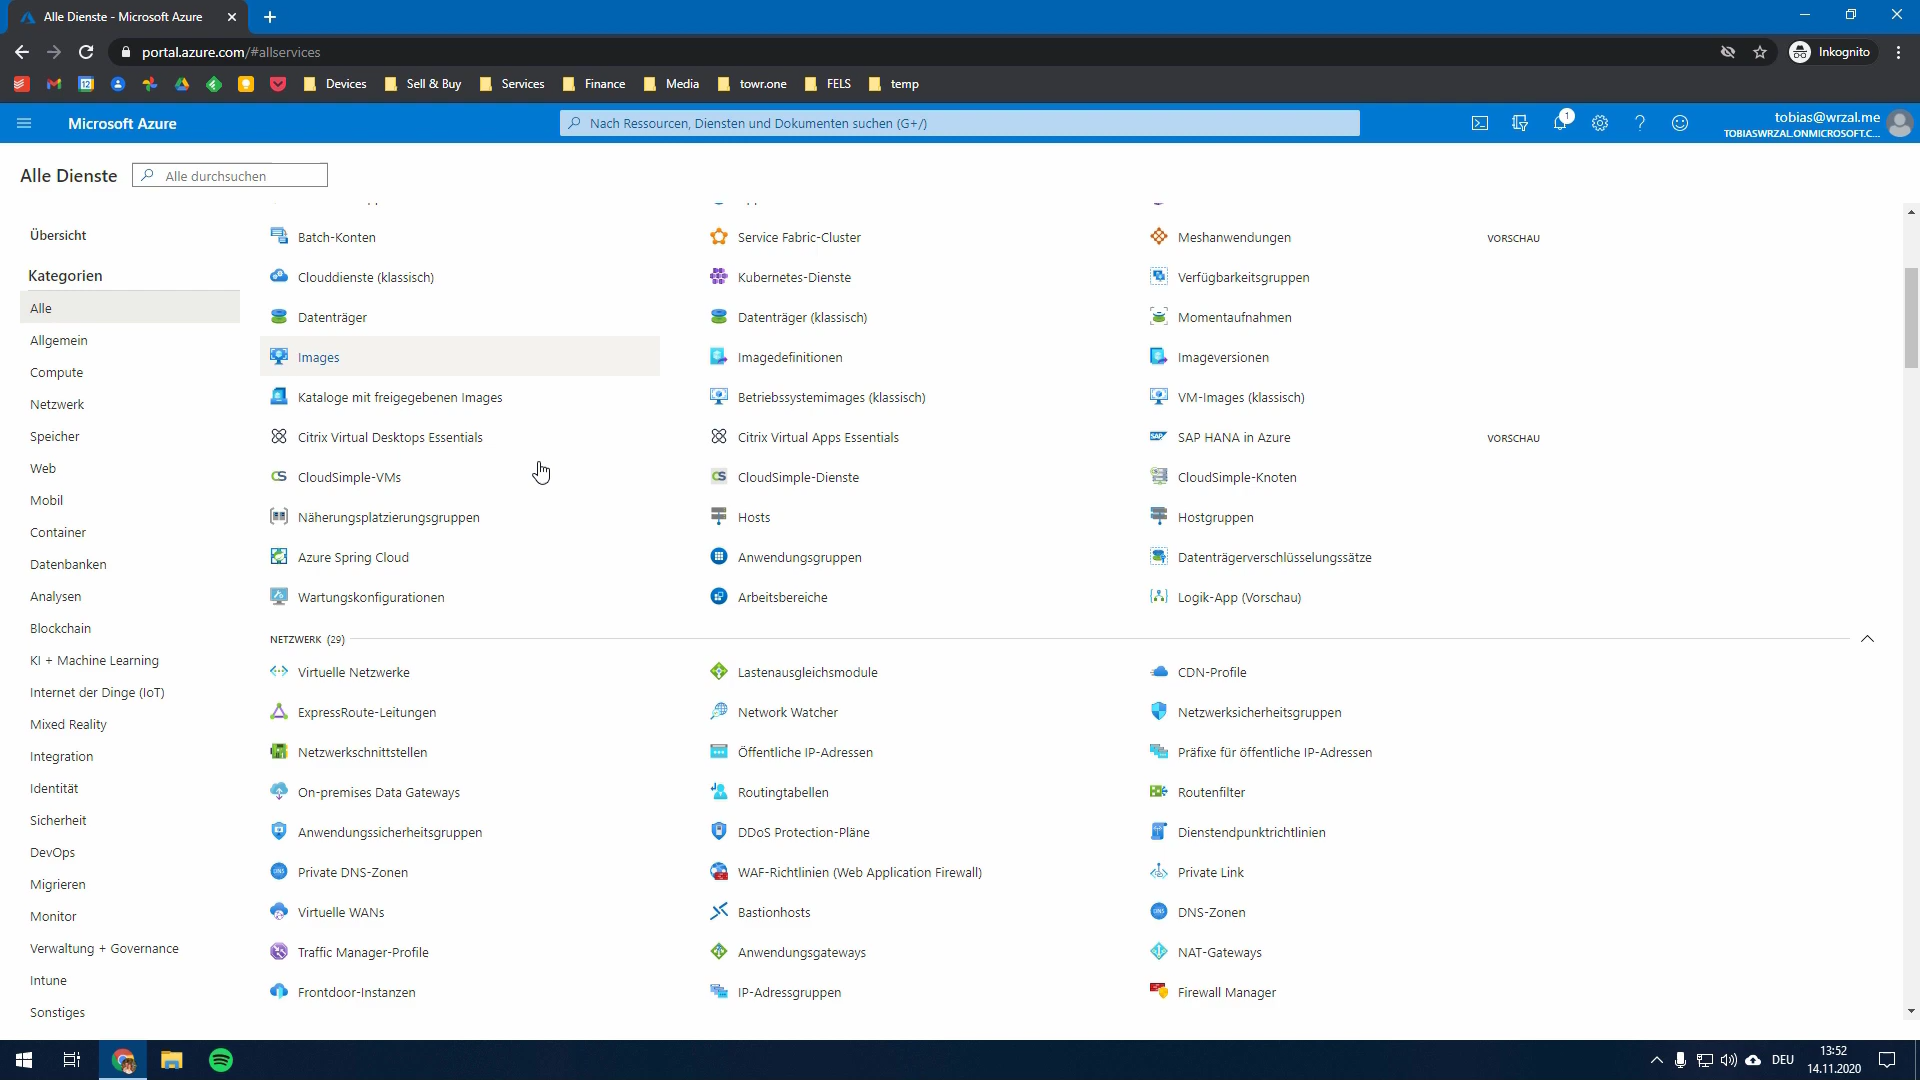 Alle Dienste - Microsoft Azure
portal.azure.com/#allservices
Inkognito
12
Devices
Sell & Buy
Services
Finance
Media
towr.one
FELS
temp
Microsoft Azure
Nach Ressourcen, Diensten und Dokumenten suchen (G+/)
1
tobias@wrzal.me
TOBIASWRZAL.ONMICROSOFT.C...
Alle Dienste
Alle durchsuchen
Übersicht
Kategorien
Alle
Allgemein
Compute
Netzwerk
Speicher
Web
Mobil
Container
Datenbanken
Analysen
Blockchain
KI + Machine Learning
Internet der Dinge (IoT)
Mixed Reality
Integration
Identität
Sicherheit
DevOps
Migrieren
Monitor
Verwaltung + Governance
Intune
Sonstiges
Batch-Konten
Service Fabric-Cluster
Meshanwendungen
VORSCHAU
Clouddienste (klassisch)
Kubernetes-Dienste
Verfügbarkeitsgruppen
Datenträger
Datenträger (klassisch)
Momentaufnahmen
Images
Imagedefinitionen
Imageversionen
Kataloge mit freigegebenen Images
Betriebssystemimages (klassisch)
VM-Images (klassisch)
Citrix Virtual Desktops Essentials
Citrix Virtual Apps Essentials
SAP
SAP HANA in Azure
VORSCHAU
CS
CloudSimple-VMs
CS
CloudSimple-Dienste
CloudSimple-Knoten
Näherungsplatzierungsgruppen
Hosts
Hostgruppen
Azure Spring Cloud
Anwendungsgruppen
Datenträgerverschlüsselungssätze
Wartungskonfigurationen
Arbeitsbereiche
Logik-App (Vorschau)
NETZWERK (29)
Virtuelle Netzwerke
Lastenausgleichsmodule
CDN-Profile
ExpressRoute-Leitungen
Network Watcher
Netzwerksicherheitsgruppen
Netzwerkschnittstellen
Öffentliche IP-Adressen
Präfixe für öffentliche IP-Adressen
On-premises Data Gateways
Routingtabellen
Routenfilter
Anwendungssicherheitsgruppen
DDoS Protection-Pläne
Dienstendpunktrichtlinien
DNS
Private DNS-Zonen
WAF-Richtlinien (Web Application Firewall)
Private Link
Virtuelle WANs
Bastionhosts
DNS
DNS-Zonen
Traffic Manager-Profile
Anwendungsgateways
NAT-Gateways
Frontdoor-Instanzen
IP-Adressgruppen
Firewall Manager
DEU
13:52
14.11.2020